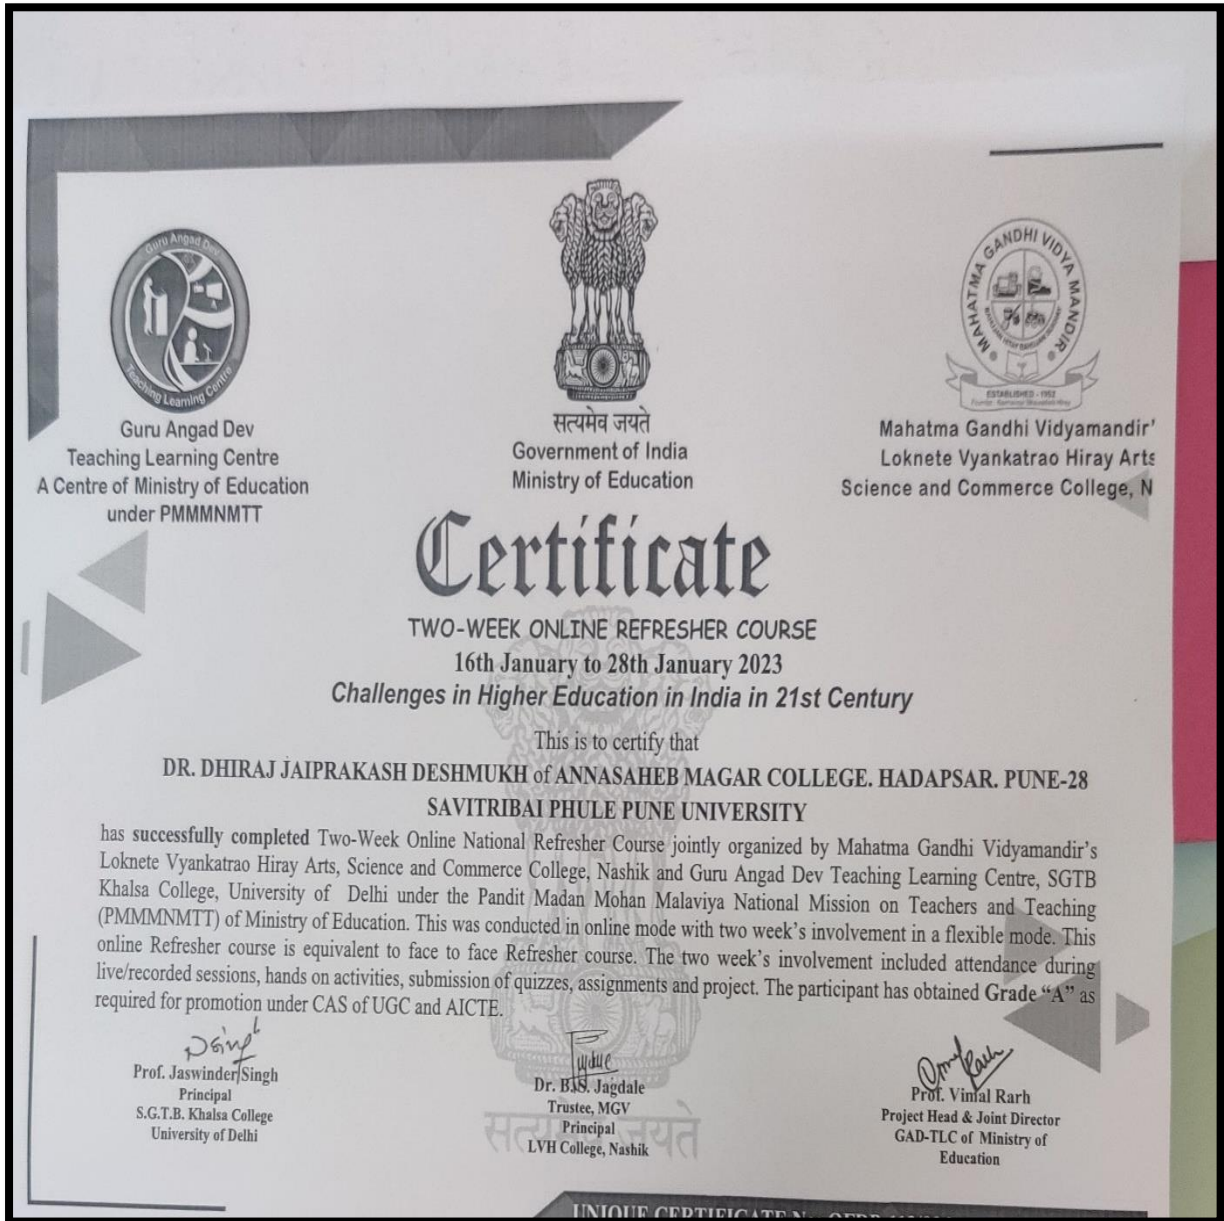 Guru Angad Dev
Teaching Learning Centre
Guru Angad Dev
Teaching Learning Centre
A Centre of Ministry of Education
under PMMMNMTT
सत्यमेव जयते
Government of India
Ministry of Education
MAHATMA GANDHI VIDYA MANDIR
ESTABLISHED - 1952
Mahatma Gandhi Vidyamandir'
Loknete Vyankatrao Hiray Arts
Science and Commerce College, N
Certificate
TWO-WEEK ONLINE REFRESHER COURSE
16th January to 28th January 2023
Challenges in Higher Education in India in 21st Century
This is to certify that
DR. DHIRAJ JAIPRAKASH DESHMUKH of ANNASAHEB MAGAR COLLEGE. HADAPSAR. PUNE-28
SAVITRIBAI PHULE PUNE UNIVERSITY
has successfully completed Two-Week Online National Refresher Course jointly organized by Mahatma Gandhi Vidyamandir's
Loknete Vyankatrao Hiray Arts, Science and Commerce College, Nashik and Guru Angad Dev Teaching Learning Centre, SGTB
Khalsa College, University of Delhi under the Pandit Madan Mohan Malaviya National Mission on Teachers and Teaching
(PMMMNMTT) of Ministry of Education. This was conducted in online mode with two week's involvement in a flexible mode. This
online Refresher course is equivalent to face to face Refresher course. The two week's involvement included attendance during
live/recorded sessions, hands on activities, submission of quizzes, assignments and project. The participant has obtained Grade “A” as
required for promotion under CAS of UGC and AICTE.
Prof. Jaswinder Singh
Principal
S.G.T.B. Khalsa College
University of Delhi
Dr. B.S. Jagdale
Trustee, MGV
Principal
LVH College, Nashik
Prof. Vimal Rarh
Project Head & Joint Director
GAD-TLC of Ministry of
Education
सत्यमेव जयते
UNIQUE CERTIFICATE